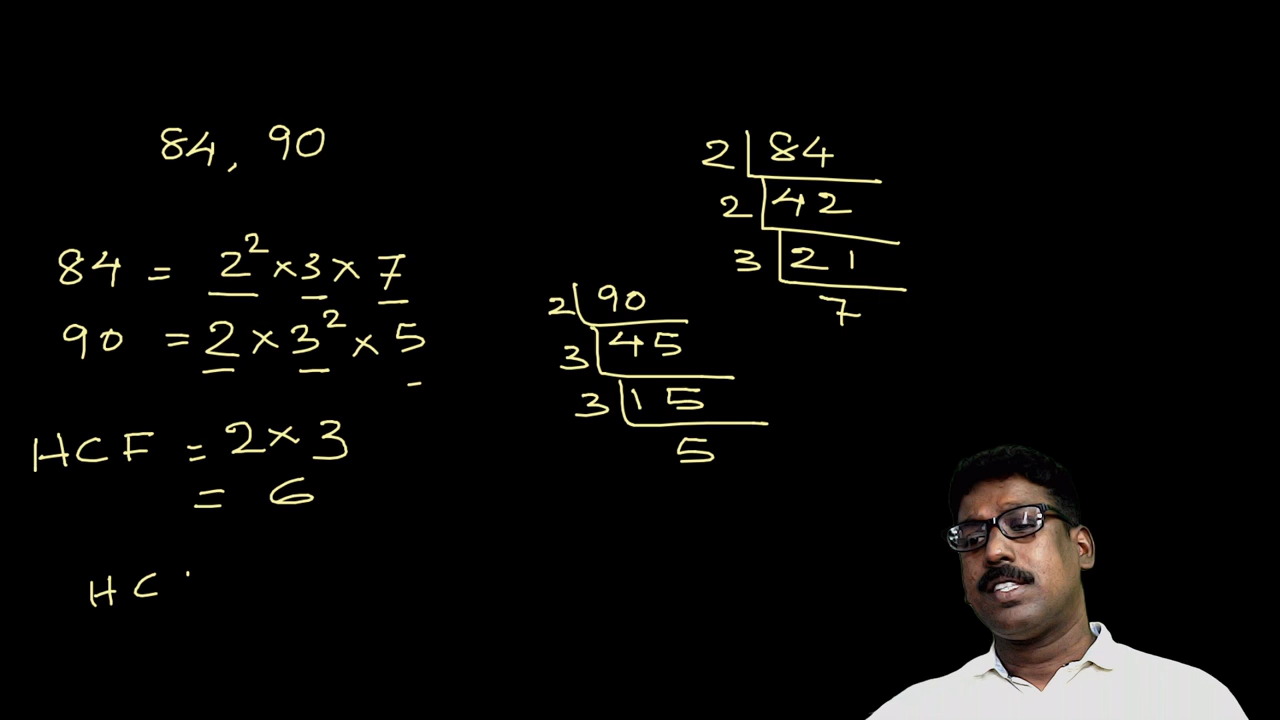 84, 90
84 = 2² × 3 × 7
90 = 2 × 3² × 5
HCF = 2 × 3
= 6
H C
2 | 90
3 | 45
3 | 15
5
2 | 84
2 | 42
3 | 21
7